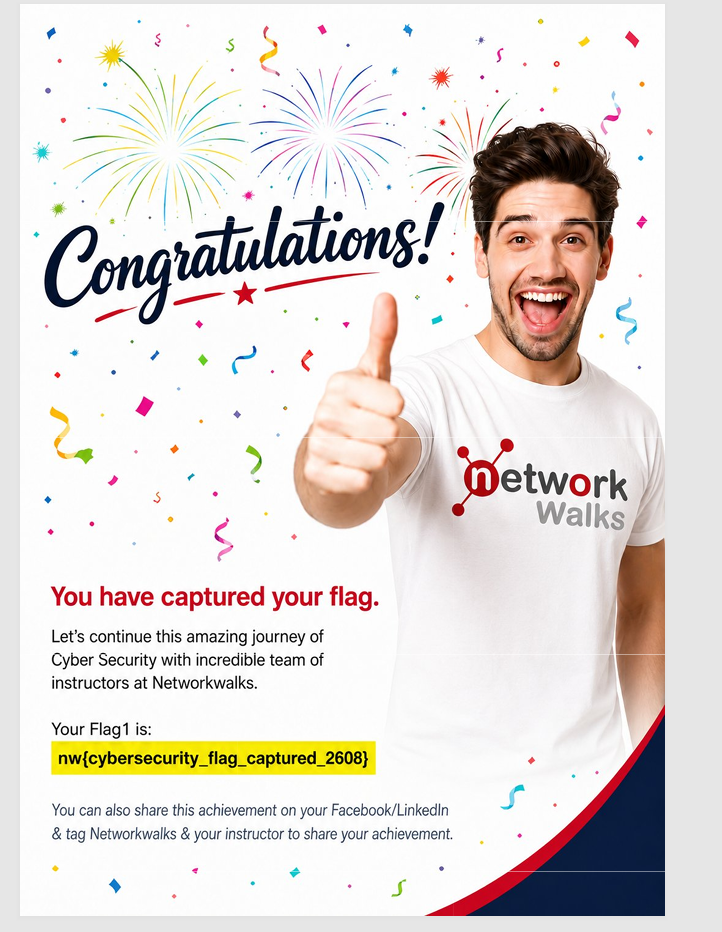 Congratulations!
network
Walks
You have captured your flag.
Let's continue this amazing journey of
Cyber Security with incredible team of
instructors at Networkwalks.
Your Flag1 is:
nw{cybersecurity_flag_captured_2608}
You can also share this achievement on your Facebook/LinkedIn
& tag Networkwalks & your instructor to share your achievement.